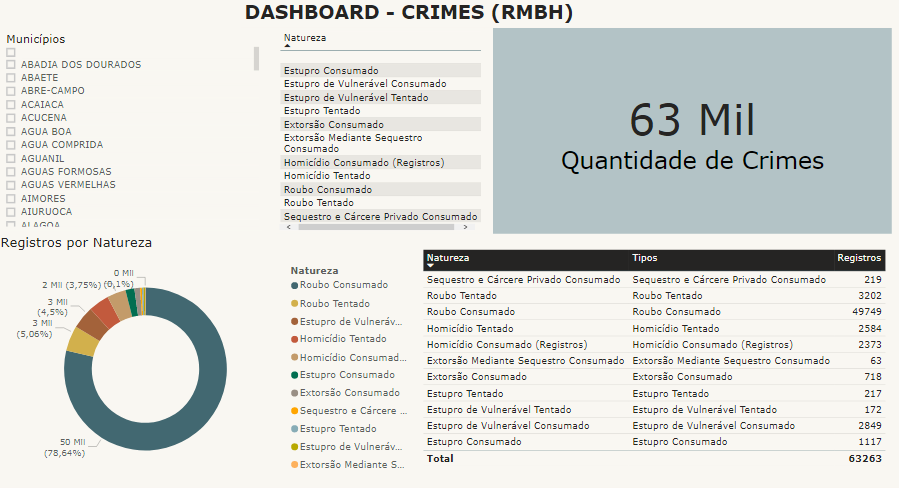 DASHBOARD - CRIMES (RMBH)
Municípios
ABADIA DOS DOURADOS
ABAETE
ABRE-CAMPO
ACAIACA
ACUCENA
AGUA BOA
AGUA COMPRIDA
AGUANIL
AGUAS FORMOSAS
AGUAS VERMELHAS
AIMORES
AIURUOCA
ALAGOA
Natureza
Estupro Consumado
Estupro de Vulnerável Consumado
Estupro de Vulnerável Tentado
Estupro Tentado
Extorsão Consumado
Extorsão Mediante Sequestro
Consumado
Homicídio Consumado (Registros)
Homicídio Tentado
Roubo Consumado
Roubo Tentado
Sequestro e Cárcere Privado Consumado
63 Mil
Quantidade de Crimes
Registros por Natureza
0 Mil
(0,1%)
2 Mil (3,75%)
3 Mil
(4,5%)
3 Mil
(5,06%)
50 Mil
(78,64%)
Natureza
Roubo Consumado
Roubo Tentado
Estupro de Vulneráv...
Homicídio Tentado
Homicídio Consumad...
Estupro Consumado
Extorsão Consumado
Sequestro e Cárcere ...
Estupro Tentado
Estupro de Vulneráv...
Extorsão Mediante S...
Natureza Tipos Registros
Sequestro e Cárcere Privado Consumado Sequestro e Cárcere Privado Consumado 219
Roubo Tentado Roubo Tentado 3202
Roubo Consumado Roubo Consumado 49749
Homicídio Tentado Homicídio Tentado 2584
Homicídio Consumado (Registros) Homicídio Consumado (Registros) 2373
Extorsão Mediante Sequestro Consumado Extorsão Mediante Sequestro Consumado 63
Extorsão Consumado Extorsão Consumado 718
Estupro Tentado Estupro Tentado 217
Estupro de Vulnerável Tentado Estupro de Vulnerável Tentado 172
Estupro de Vulnerável Consumado Estupro de Vulnerável Consumado 2849
Estupro Consumado Estupro Consumado 1117
Total 63263